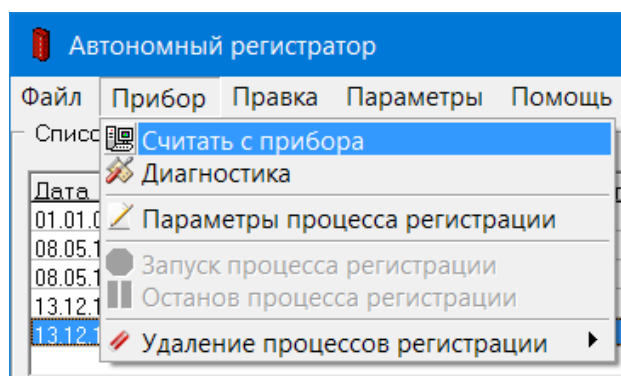 Автономный регистратор
Файл Прибор Правка Параметры Помощь
Считать с прибора
Диагностика
Дата
Параметры процесса регистрации
Запуск процесса регистрации
Останов процесса регистрации
Удаление процессов регистрации